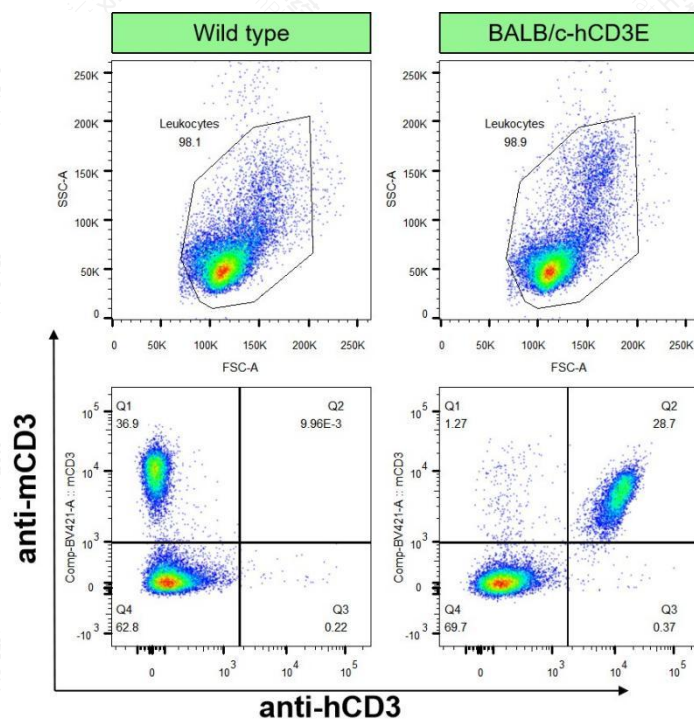 Wild type
BALB/c-hCD3E
Leukocytes
98.1
SSC-A
250K
200K
150K
100K
50K
0
0 50K 100K 150K 200K 250K
FSC-A
Leukocytes
98.9
SSC-A
250K
200K
150K
100K
50K
0
0 50K 100K 150K 200K 250K
FSC-A
anti-mCD3
Q1
36.9
Q2
9.96E-3
Comp-BV421-A :: mCD3
10^5
10^4
10^3
0
-10^3
Q4
62.8
Q3
0.22
0 10^3 10^4 10^5
Q1
1.27
Q2
28.7
Comp-BV421-A :: mCD3
10^5
10^4
10^3
0
-10^3
Q4
69.7
Q3
0.37
0 10^3 10^4 10^5
anti-hCD3